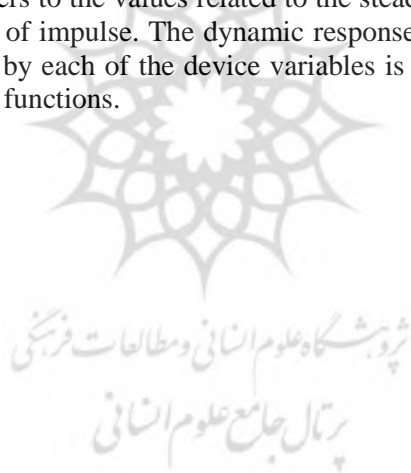 ers to the values related to the stead
of impulse. The dynamic response
by each of the device variables is
functions.
پژوهشگاه علوم انسانی و مطالعات فرهنگی
پرتال جامع علوم انسانی